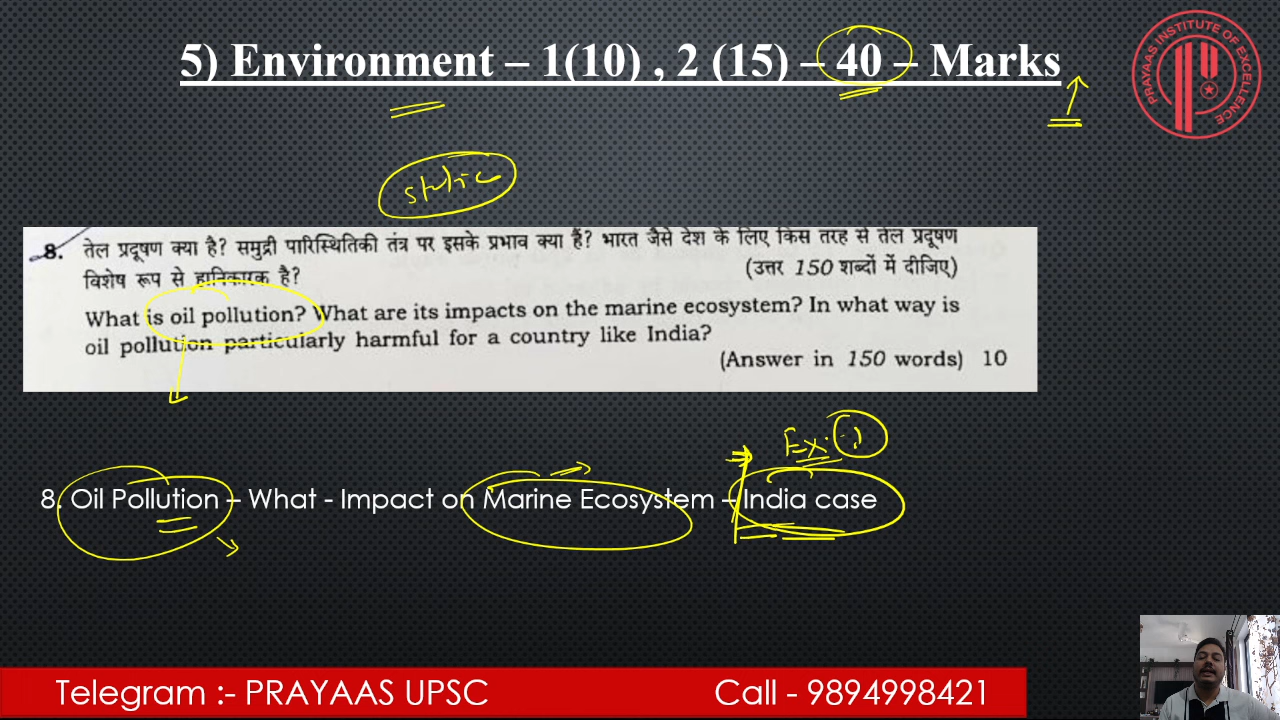 5) Environment – 1(10) , 2 (15) – 40 – Marks
PRAYAAS INSTITUTE OF EXCELLENCE
static
8. तेल प्रदूषण क्या है? समुद्री पारिस्थितिकी तंत्र पर इसके प्रभाव क्या हैं? भारत जैसे देश के लिए किस तरह से तेल प्रदूषण
विशेष रूप से हानिकारक है?
(उत्तर 150 शब्दों में दीजिए)
What is oil pollution? What are its impacts on the marine ecosystem? In what way is
oil pollution particularly harmful for a country like India?
(Answer in 150 words) 10
Ex:
8. Oil Pollution – What - Impact on Marine Ecosystem – India case
Telegram :- PRAYAAS UPSC
Call - 9894998421